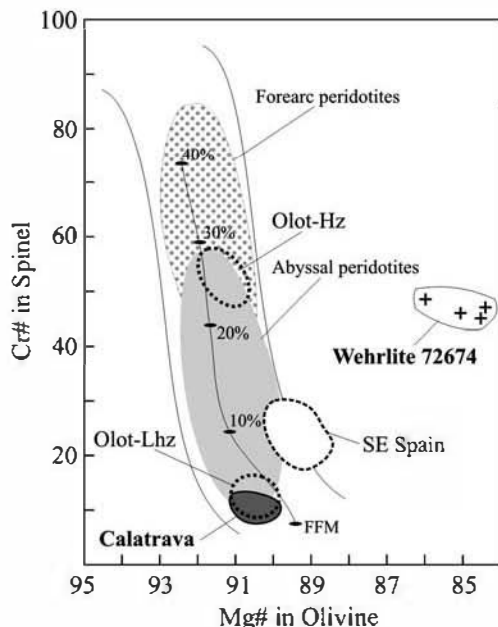 100
80
60
40
20
Cr# in Spinel
Forearc peridotites
40%
30%
Olot-Hz
Abyssal peridotites
20%
Wehrlite 72674
10%
Olot-Lhz
SE Spain
Calatrava
FFM
95
93
91
89
87
85
Mg# in Olivine